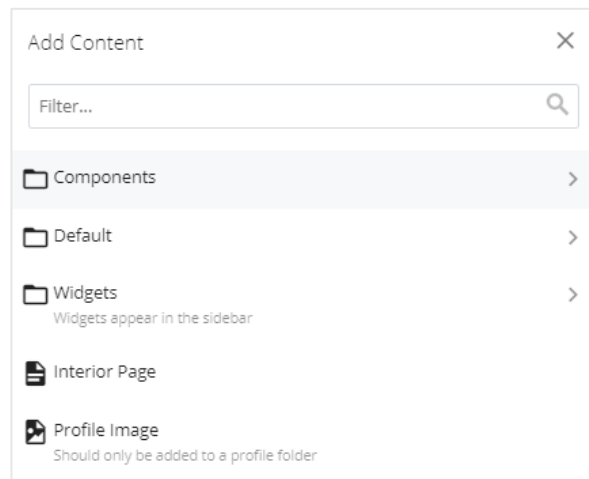 Add Content
Filter...
Components
Default
Widgets
Widgets appear in the sidebar
Interior Page
Profile Image
Should only be added to a profile folder